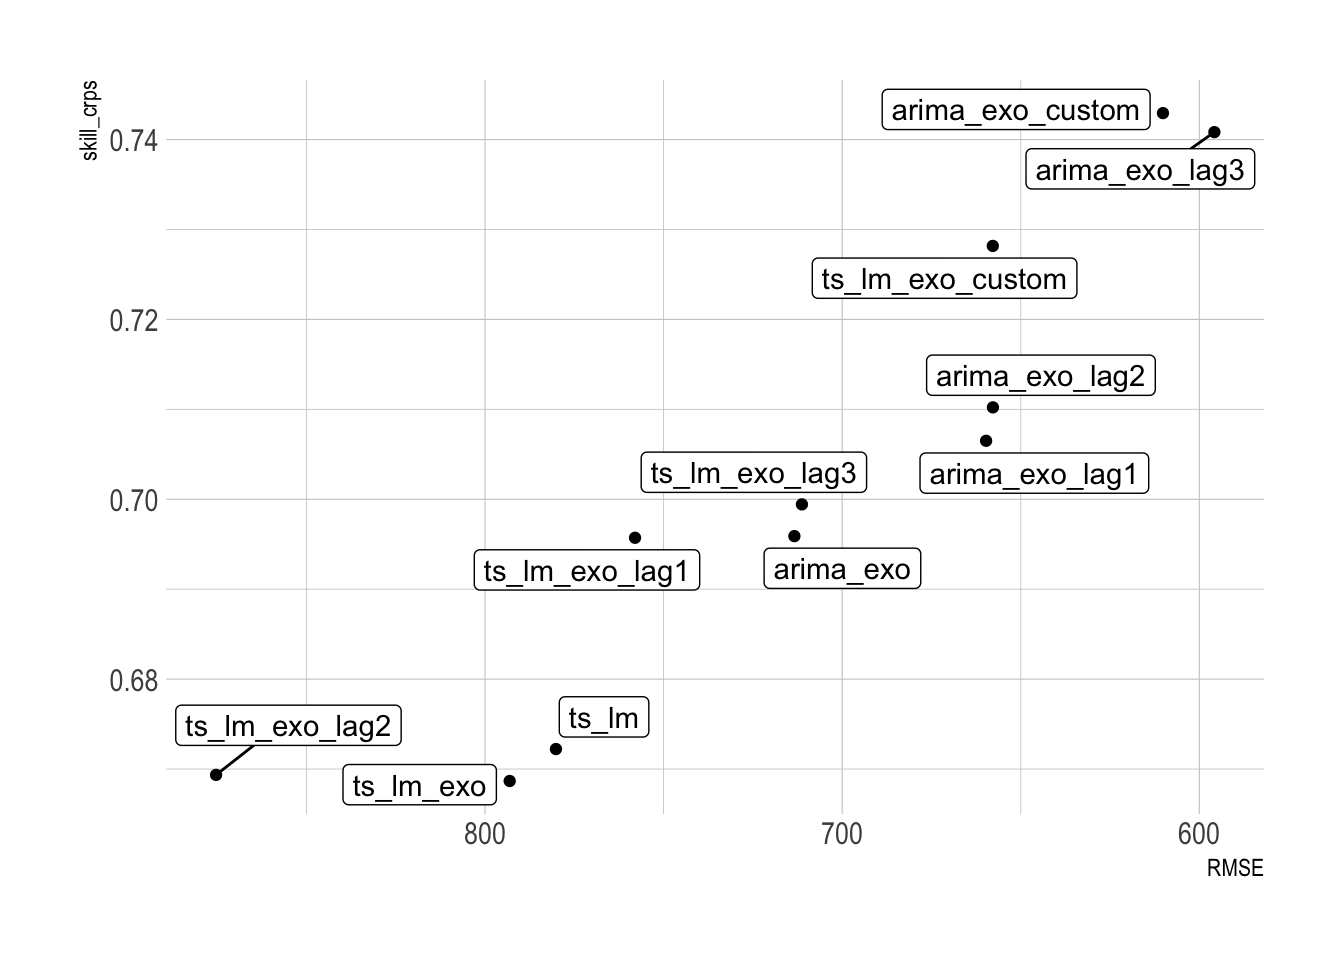 skill_crps
0.74
0.72
0.70
0.68
arima_exo_custom
arima_exo_lag3
ts_lm_exo_custom
arima_exo_lag2
ts_lm_exo_lag3
arima_exo_lag1
ts_lm_exo_lag1
arima_exo
ts_lm
ts_lm_exo_lag2
ts_lm_exo
800 700 600
RMSE